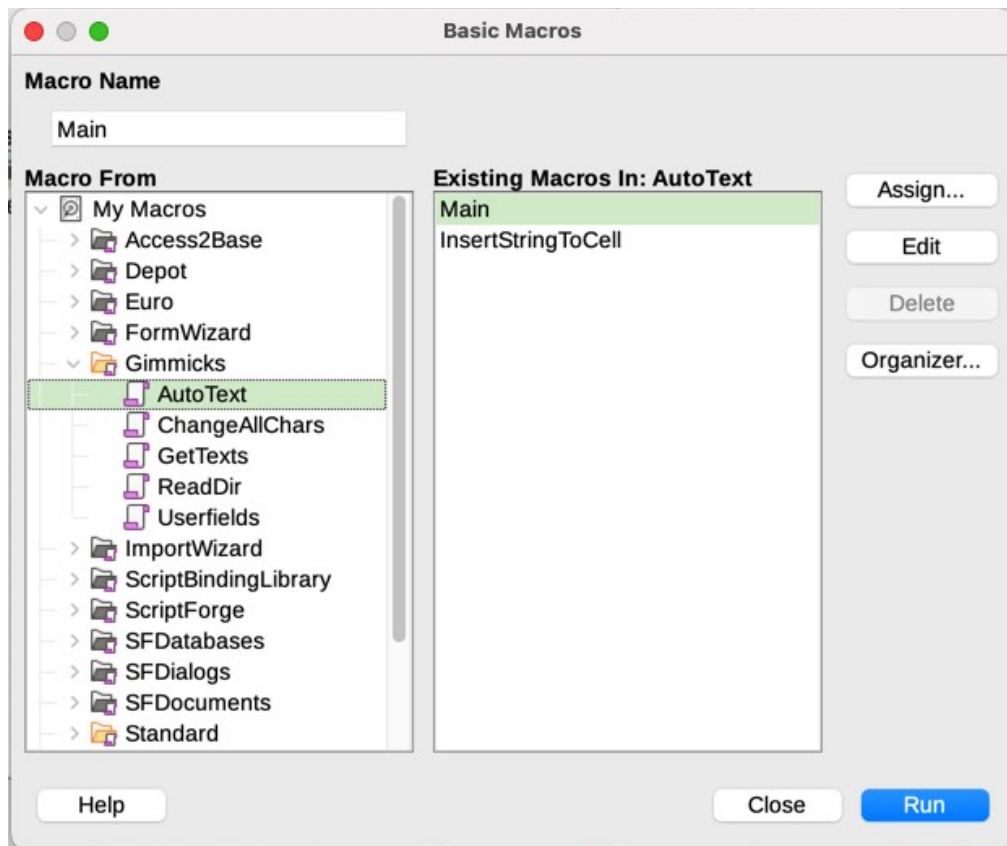 Basic Macros
Macro Name
Main
Macro From
My Macros
Access2Base
Depot
Euro
FormWizard
Gimmicks
AutoText
ChangeAllChars
GetTexts
ReadDir
Userfields
ImportWizard
ScriptBindingLibrary
ScriptForge
SFDatabases
SFDialogs
SFDocuments
Standard
Existing Macros In: AutoText
Main
InsertStringToCell
Assign...
Edit
Delete
Organizer...
Help
Close
Run